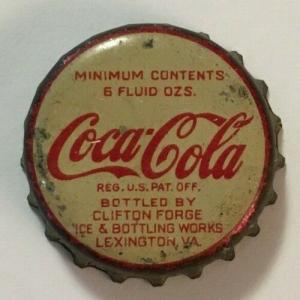 MINIMUM CONTENTS
6 FLUID OZS.
Coca-Cola
REG. U.S. PAT. OFF.
BOTTLED BY
CLIFTON FORGE
ICE & BOTTLING WORKS
LEXINGTON, VA.